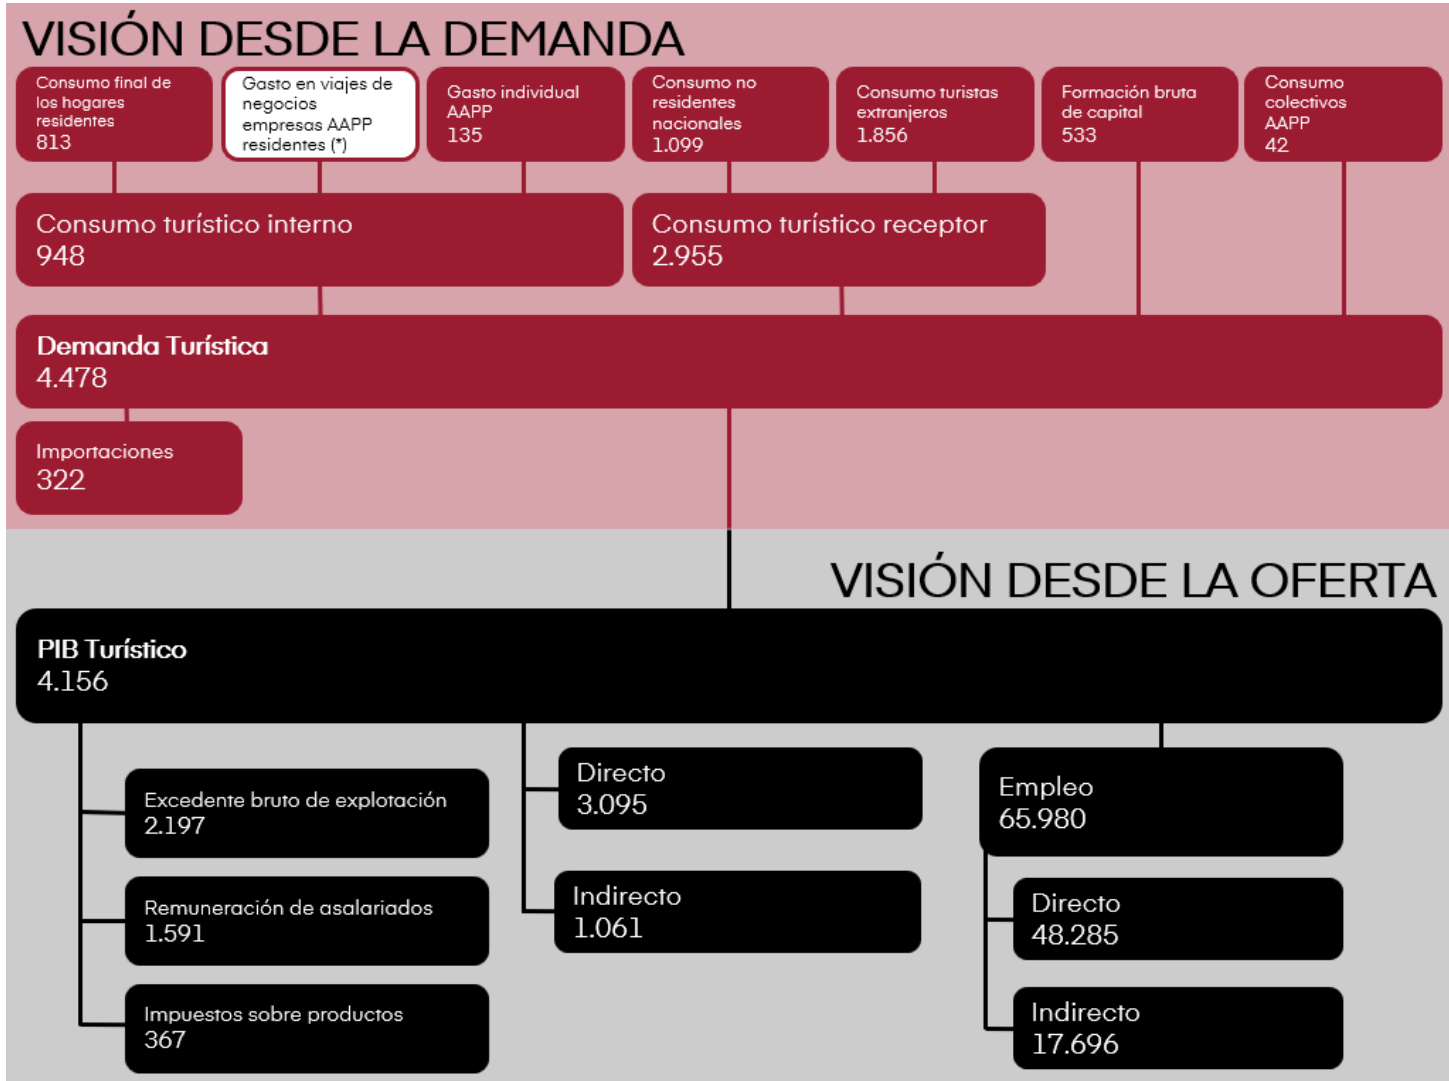 VISIÓN DESDE LA DEMANDA
Consumo final de
los hogares
residentes
813
Gasto en viajes de
negocios
empresas AAPP
residentes (*)
Gasto individual
AAPP
135
Consumo no
residentes
nacionales
1.099
Consumo turistas
extranjeros
1.856
Formación bruta
de capital
533
Consumo
colectivos
AAPP
42
Consumo turístico interno
948
Consumo turístico receptor
2.955
Demanda Turística
4.478
Importaciones
322
VISIÓN DESDE LA OFERTA
PIB Turístico
4.156
Excedente bruto de explotación
2.197
Remuneración de asalariados
1.591
Impuestos sobre productos
367
Directo
3.095
Indirecto
1.061
Empleo
65.980
Directo
48.285
Indirecto
17.696